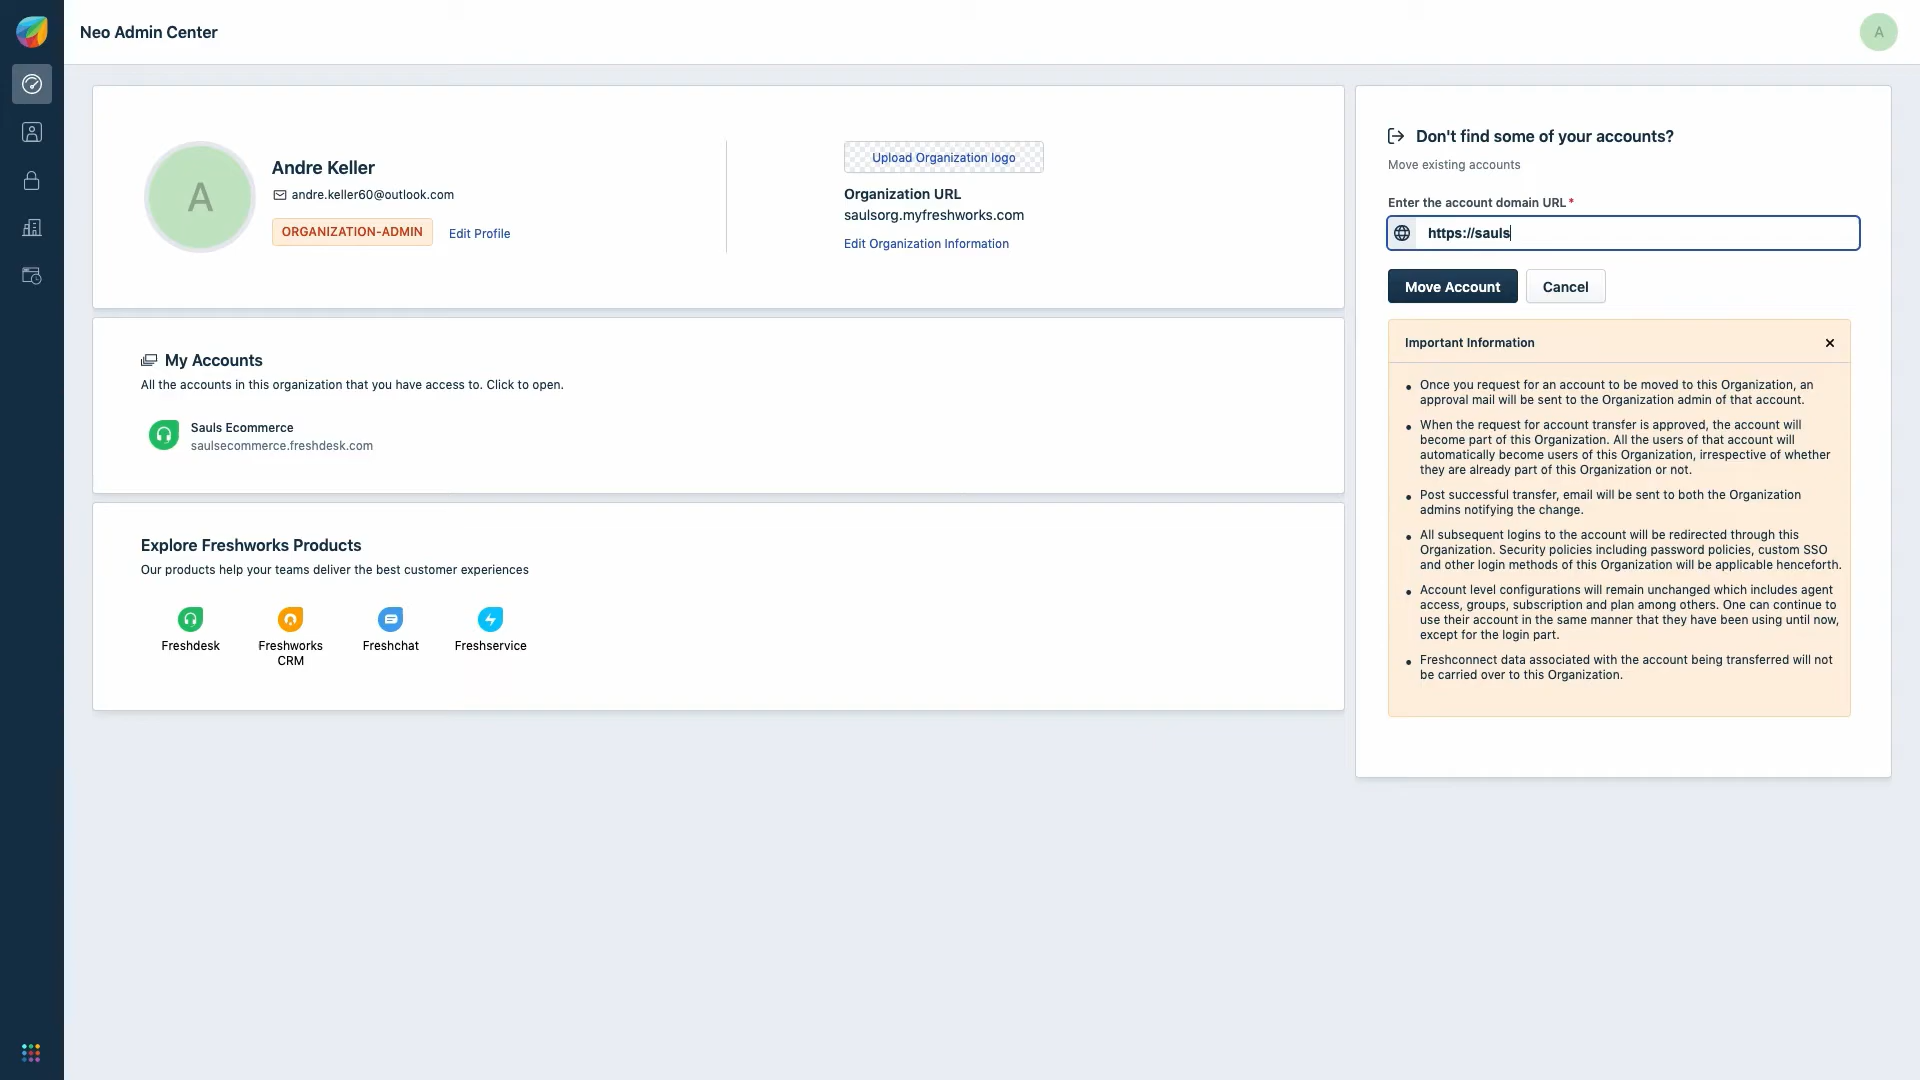 Neo Admin Center
A
A
Andre Keller
andre.keller60@outlook.com
ORGANIZATION-ADMIN
Edit Profile
Upload Organization logo
Organization URL
saulsorg.myfreshworks.com
Edit Organization Information
My Accounts
All the accounts in this organization that you have access to. Click to open.
Sauls Ecommerce
saulsecommerce.freshdesk.com
Explore Freshworks Products
Our products help your teams deliver the best customer experiences
Freshdesk
Freshworks
CRM
Freshchat
Freshservice
Don't find some of your accounts?
Move existing accounts
Enter the account domain URL*
https://sauls
Move Account
Cancel
Important Information
Once you request for an account to be moved to this Organization, an
approval mail will be sent to the Organization admin of that account.
When the request for account transfer is approved, the account will
become part of this Organization. All the users of that account will
automatically become users of this Organization, irrespective of whether
they are already part of this Organization or not.
Post successful transfer, email will be sent to both the Organization
admins notifying the change.
All subsequent logins to the account will be redirected through this
Organization. Security policies including password policies, custom SSO
and other login methods of this Organization will be applicable henceforth.
Account level configurations will remain unchanged which includes agent
access, groups, subscription and plan among others. One can continue to
use their account in the same manner that they have been using until now,
except for the login part.
Freshconnect data associated with the account being transferred will not
be carried over to this Organization.